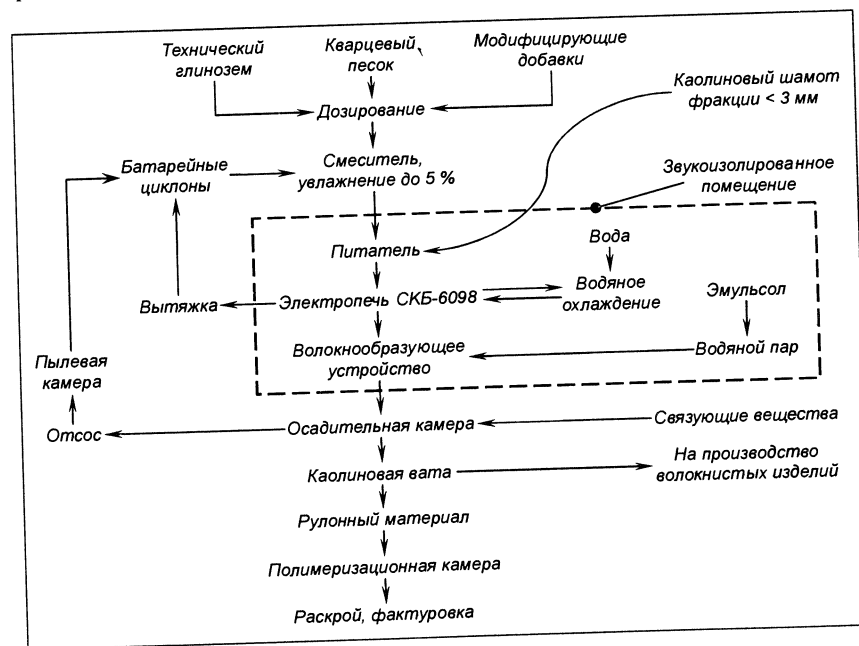 Технический
глинозем
Кварцевый
песок
Модифицирующие
добавки
Каолиновый шамот
фракции < 3 мм
Дозирование
Батарейные
циклоны
Смеситель,
увлажнение до 5 %
Звукоизолированное
помещение
Питатель
Вода
Вытяжка
Электропечь СКБ-6098
Водяное
охлаждение
Эмульсол
Пылевая
камера
Волокнообразующее
устройство
Водяной пар
Отсос
Осадительная камера
Связующие вещества
Каолиновая вата
На производство
волокнистых изделий
Рулонный материал
Полимеризационная камера
Раскрой, фактуровка